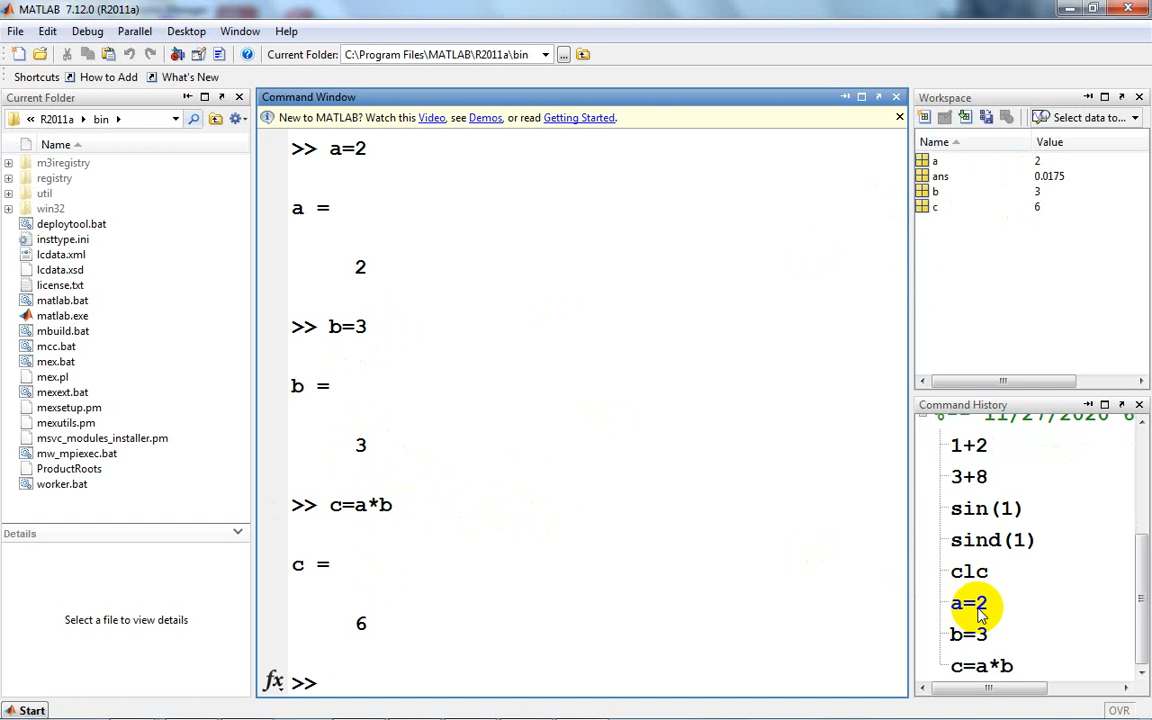 MATLAB 7.12.0 (R2011a)
File Edit Debug Parallel Desktop Window Help
Current Folder: C:\Program Files\MATLAB\R2011a\bin ...
Shortcuts How to Add What's New
Current Folder
« R2011a ▸ bin ▸
Name
m3iregistry
registry
util
win32
deploytool.bat
insttype.ini
lcdata.xml
lcdata.xsd
license.txt
matlab.bat
matlab.exe
mbuild.bat
mcc.bat
mex.bat
mex.pl
mexext.bat
mexsetup.pm
mexutils.pm
msvc_modules_installer.pm
mw_mpiexec.bat
ProductRoots
worker.bat
Details
Select a file to view details
Command Window
New to MATLAB? Watch this Video, see Demos, or read Getting Started.
>> a=2
a =
2
>> b=3
b =
3
>> c=a*b
c =
6
fx >>
Workspace
Select data to...
Name Value
a 2
ans 0.0175
b 3
c 6
Command History
%-- 11/27/2020 6
1+2
3+8
sin(1)
sind(1)
clc
a=2
b=3
c=a*b
Start
OVR